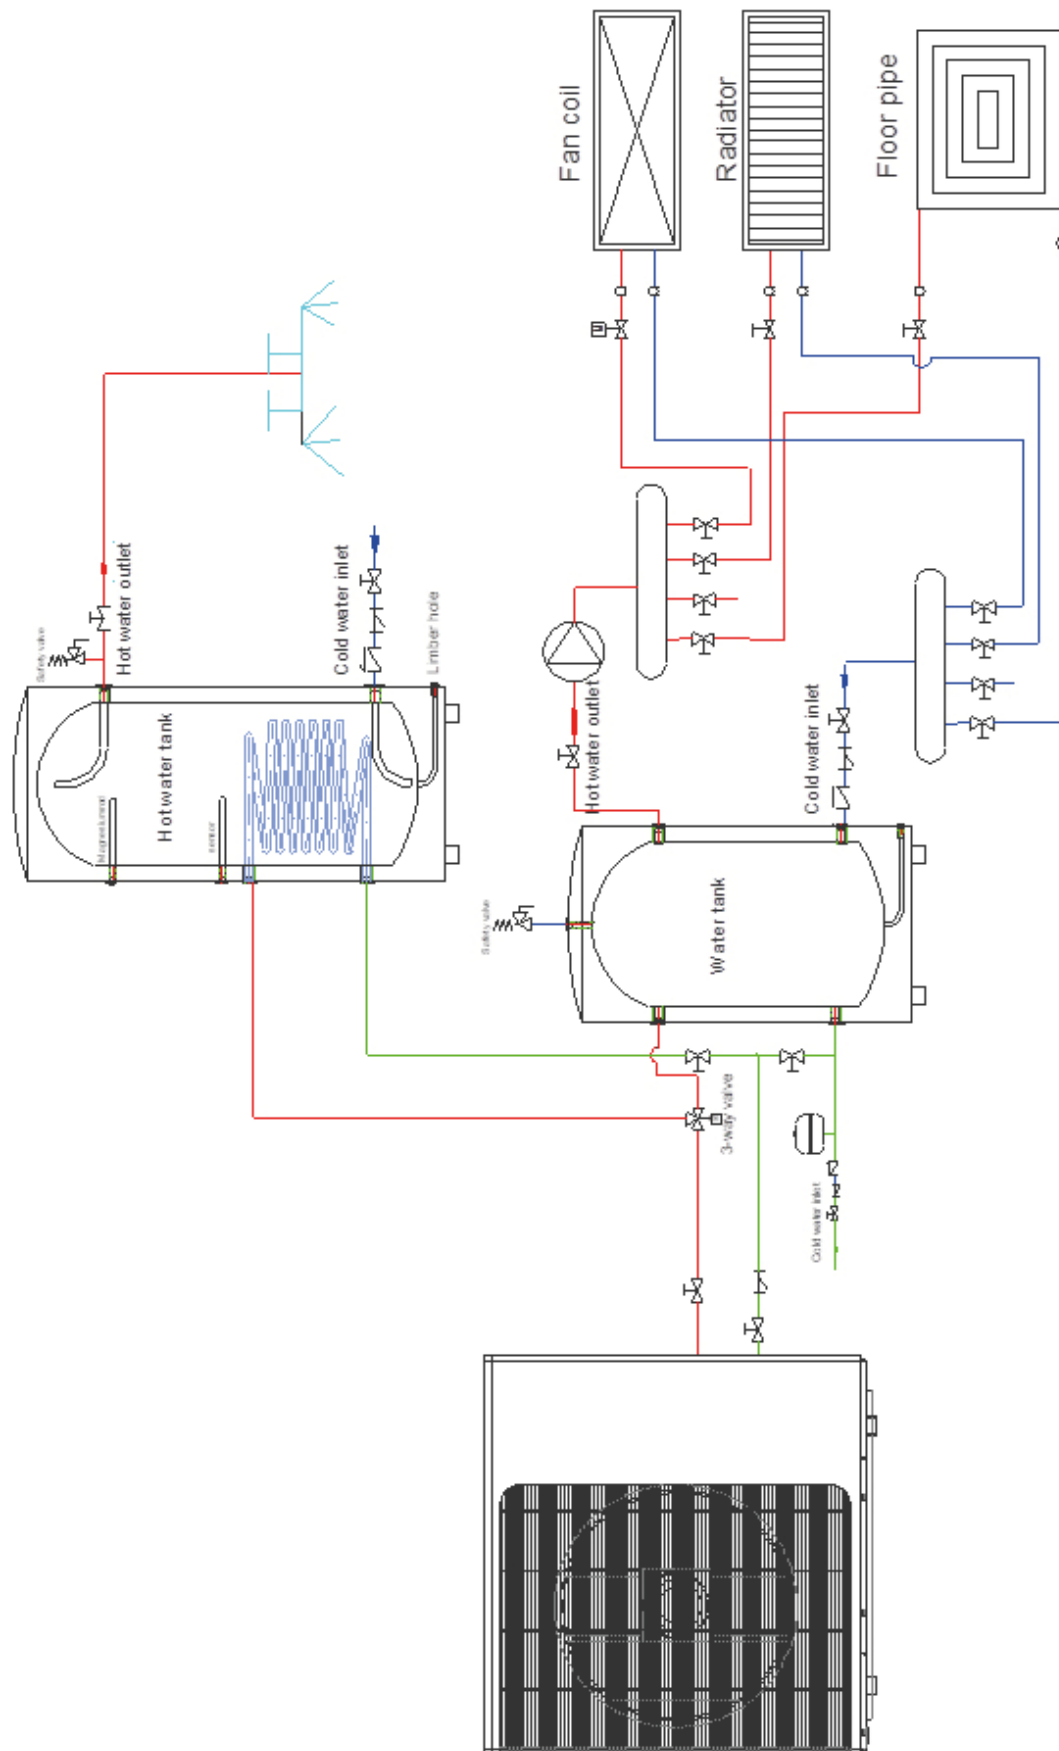 Fan coil
Radiator
Floor pipe
Safety valve
Hot water outlet
Cold water inlet
Limber hole
Hot water tank
sensor
Hot water outlet
Cold water inlet
Safety valve
Water tank
3-way valve
Cold water inlet